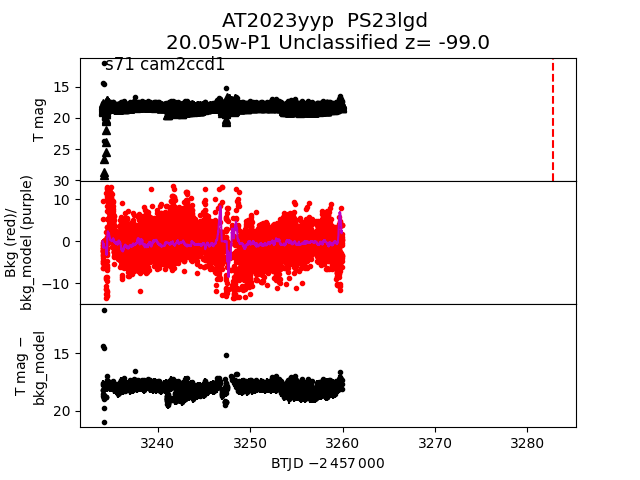 AT2023yyp  PS23lgd
20.05w-P1 Unclassified z= -99.0
s71 cam2ccd1
T mag
15
20
25
30
Bkg (red)/
bkg_model (purple)
10
0
−10
T mag −
bkg_model
15
20
3240
3250
3260
3270
3280
BTJD −2 457 000